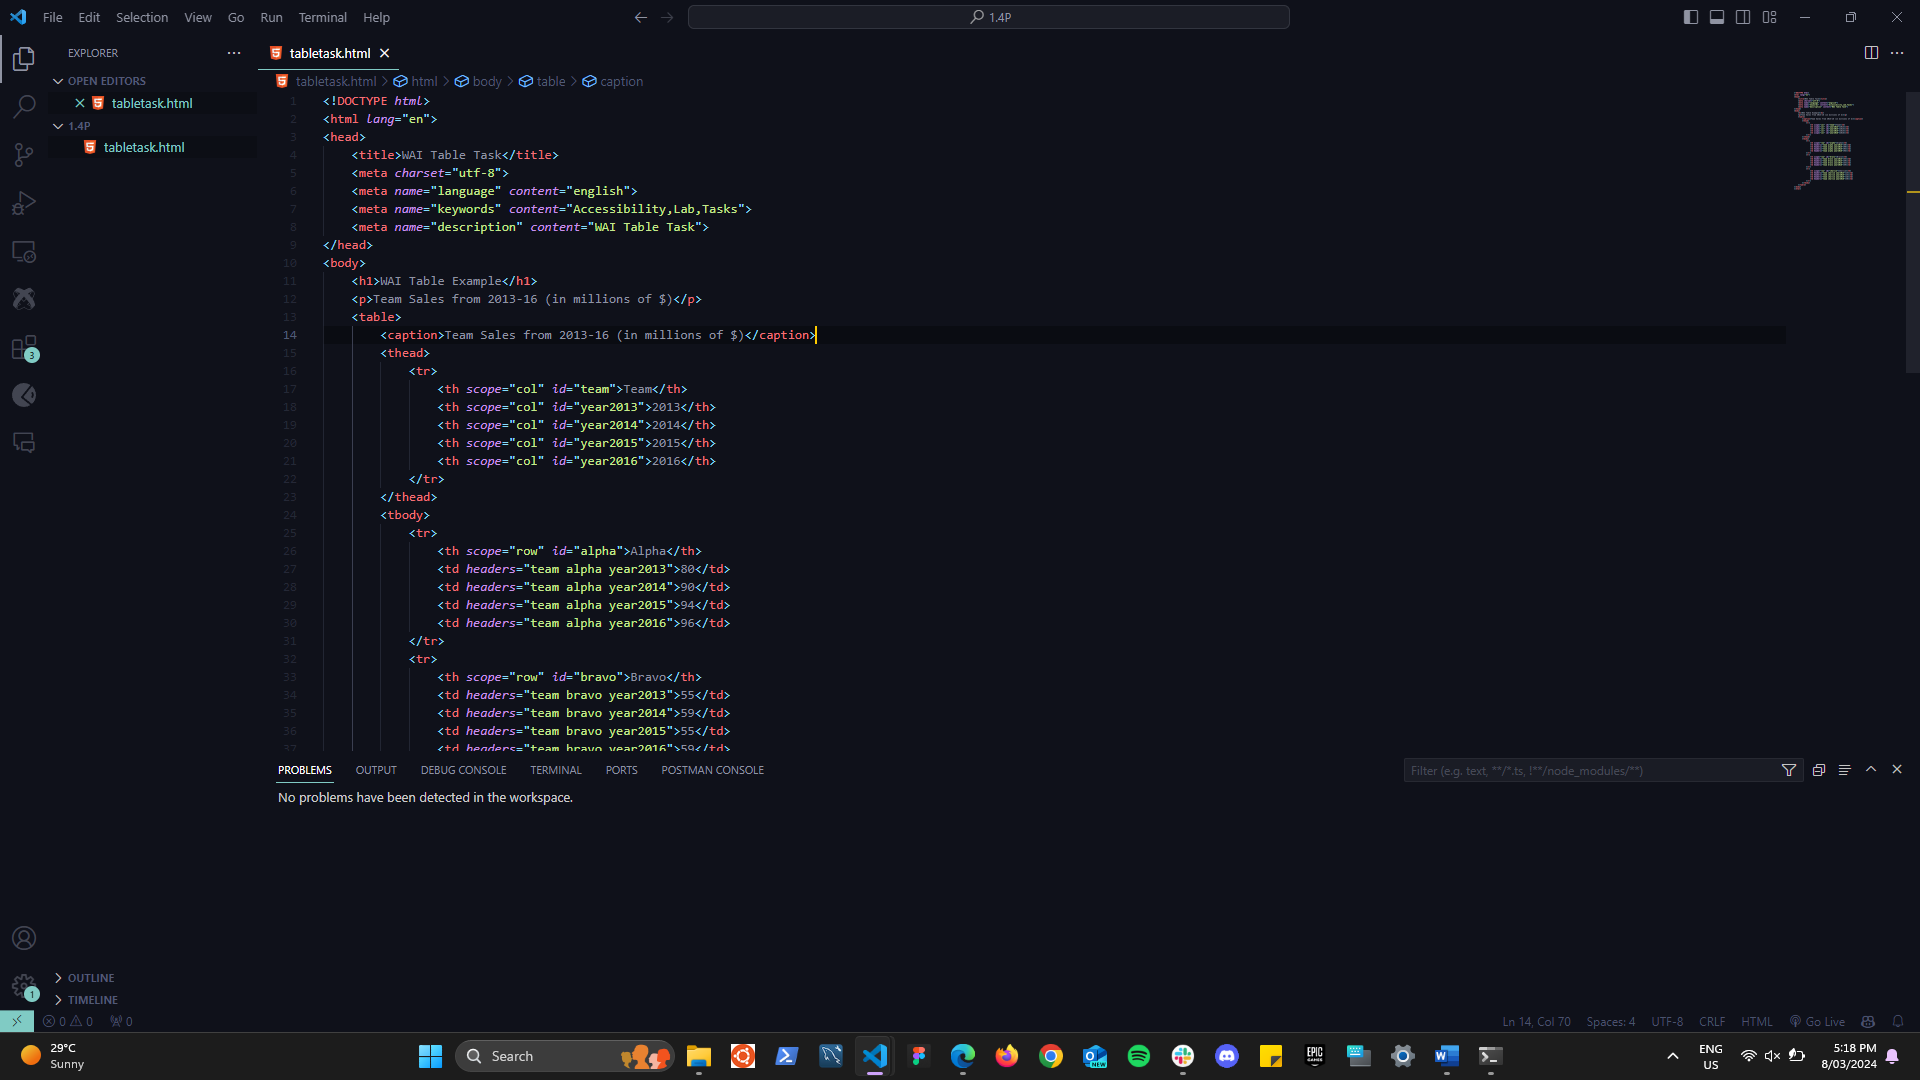 File Edit Selection View Go Run Terminal Help
1.4P
EXPLORER
tabletask.html
OPEN EDITORS
tabletask.html
1.4P
tabletask.html
tabletask.html > html > body > table > caption
1 <!DOCTYPE html>
2 <html lang="en">
3 <head>
4 <title>WAI Table Task</title>
5 <meta charset="utf-8">
6 <meta name="language" content="english">
7 <meta name="keywords" content="Accessibility,Lab,Tasks">
8 <meta name="description" content="WAI Table Task">
9 </head>
10 <body>
11 <h1>WAI Table Example</h1>
12 <p>Team Sales from 2013-16 (in millions of $)</p>
13 <table>
14 <caption>Team Sales from 2013-16 (in millions of $)</caption>
15 <thead>
16 <tr>
17 <th scope="col" id="team">Team</th>
18 <th scope="col" id="year2013">2013</th>
19 <th scope="col" id="year2014">2014</th>
20 <th scope="col" id="year2015">2015</th>
21 <th scope="col" id="year2016">2016</th>
22 </tr>
23 </thead>
24 <tbody>
25 <tr>
26 <th scope="row" id="alpha">Alpha</th>
27 <td headers="team alpha year2013">80</td>
28 <td headers="team alpha year2014">90</td>
29 <td headers="team alpha year2015">94</td>
30 <td headers="team alpha year2016">96</td>
31 </tr>
32 <tr>
33 <th scope="row" id="bravo">Bravo</th>
34 <td headers="team bravo year2013">55</td>
35 <td headers="team bravo year2014">59</td>
36 <td headers="team bravo year2015">55</td>
37 <td headers="team bravo year2016">59</td>
PROBLEMS OUTPUT DEBUG CONSOLE TERMINAL PORTS POSTMAN CONSOLE
Filter (e.g. text, **/*.ts, !**/node_modules/**)
No problems have been detected in the workspace.
3
1
OUTLINE
TIMELINE
0 0 0
Ln 14, Col 70 Spaces: 4 UTF-8 CRLF HTML Go Live
29°C
Sunny
Search
NEW
EPIC GAMES
ENG
US
5:18 PM
8/03/2024